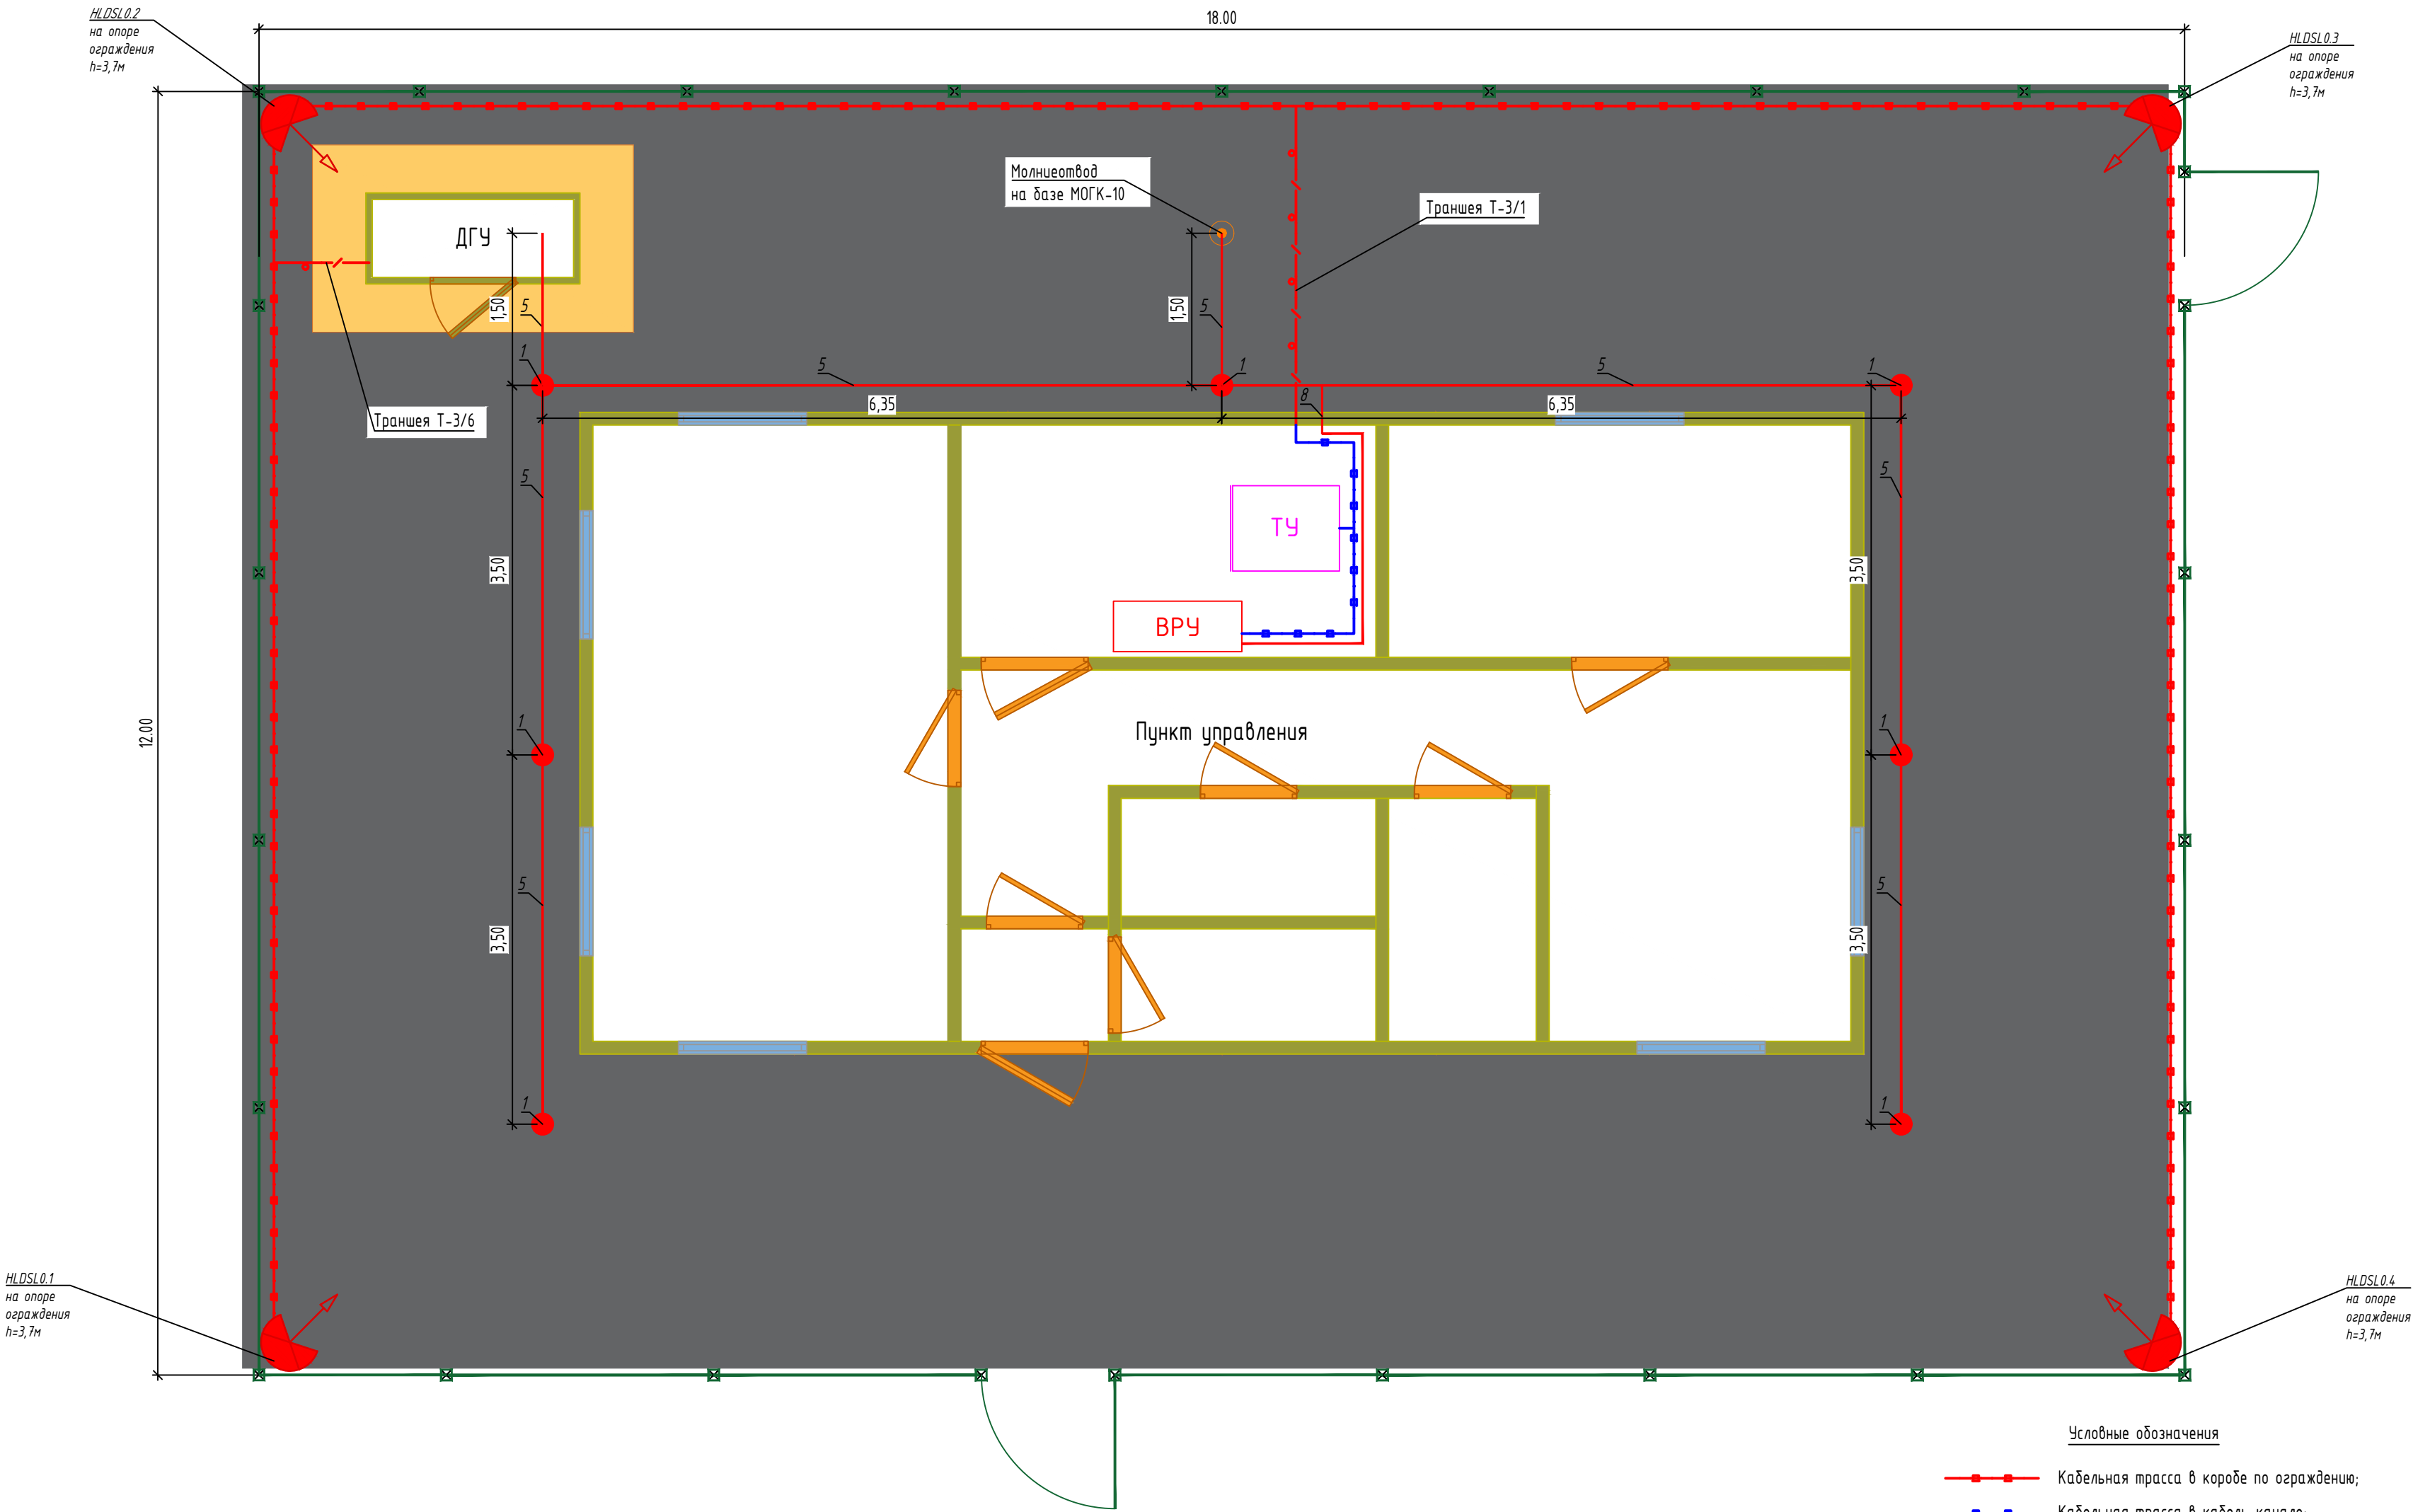 HLDSL0.2
на опоре
ограждения
h=3,7м
18.00
HLDSL0.3
на опоре
ограждения
h=3,7м
Молниеотвод
на базе МОГК-10
Траншея Т-3/1
ДГУ
1,50
5
1,50
5
1
5
1
5
1
Траншея Т-3/6
6,35
8
6,35
5
5
ТУ
3,50
3,50
ВРУ
12.00
1
Пункт управления
1
5
5
3,50
3,50
1
1
HLDSL0.1
на опоре
ограждения
h=3,7м
HLDSL0.4
на опоре
ограждения
h=3,7м
Условные обозначения
Кабельная трасса в коробе по ограждению;
Кабельная трасса в кабель-канале;